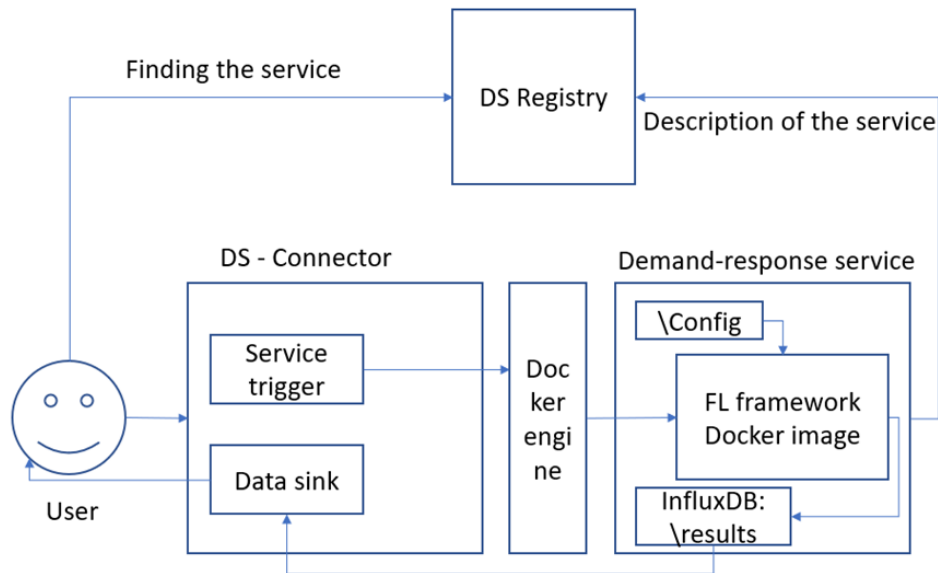 Finding the service
DS Registry
Description of the service
DS - Connector
Demand-response service
\Config
Service
trigger
Doc
ker
engi
ne
FL framework
Docker image
Data sink
InfluxDB:
\results
User